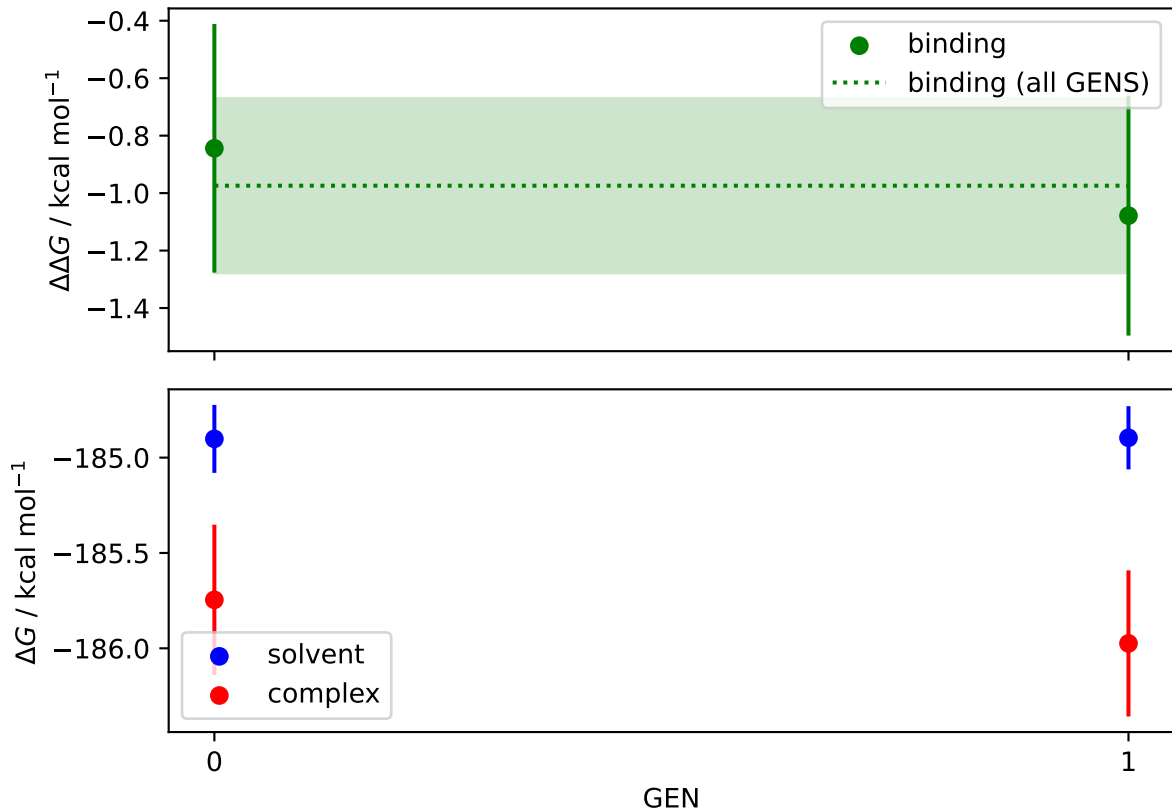 −0.4
−0.6
−0.8
−1.0
−1.2
−1.4
ΔΔG / kcal mol⁻¹
binding
binding (all GENS)
−185.0
−185.5
−186.0
ΔG / kcal mol⁻¹
solvent
complex
0
1
GEN